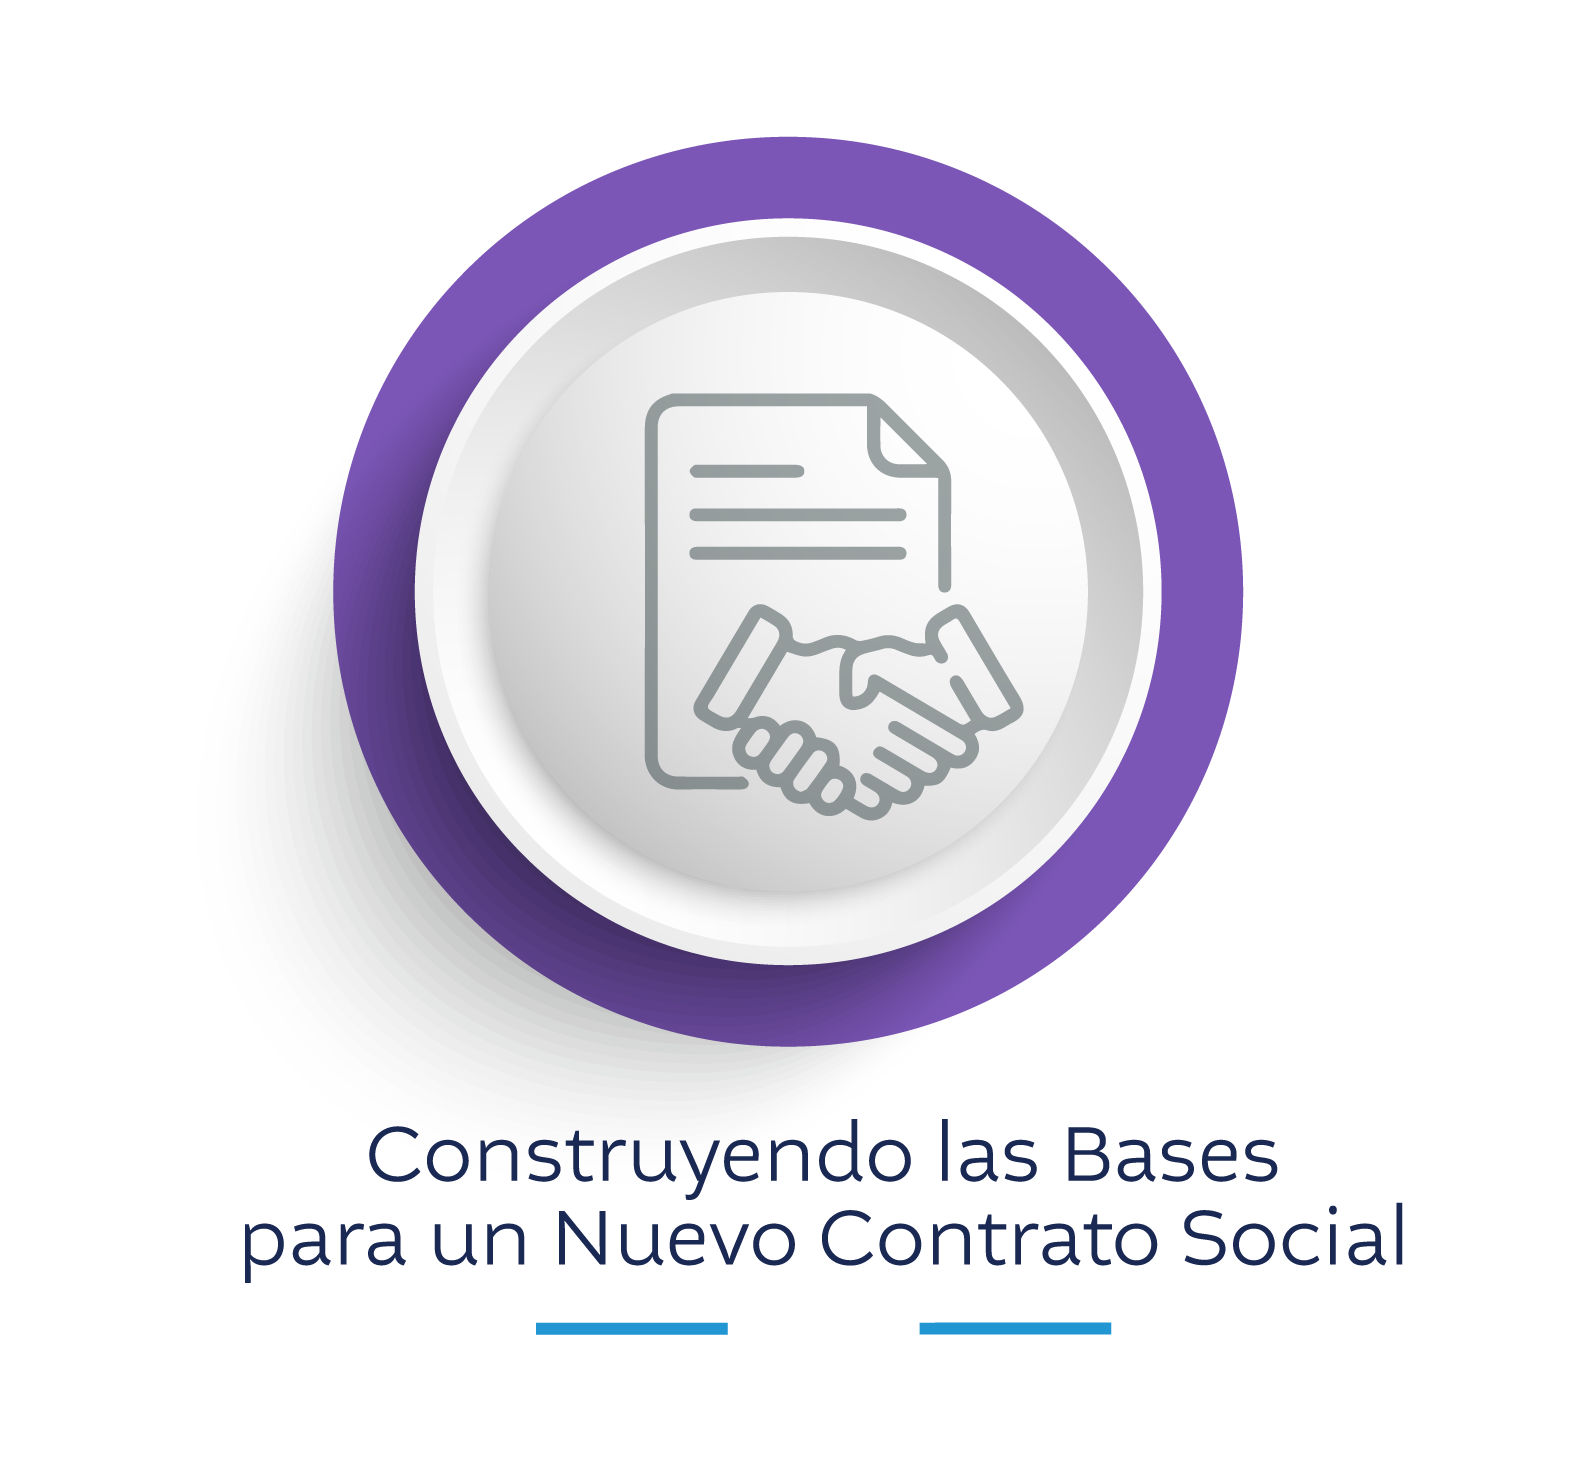 Construyendo las Bases
para un Nuevo Contrato Social